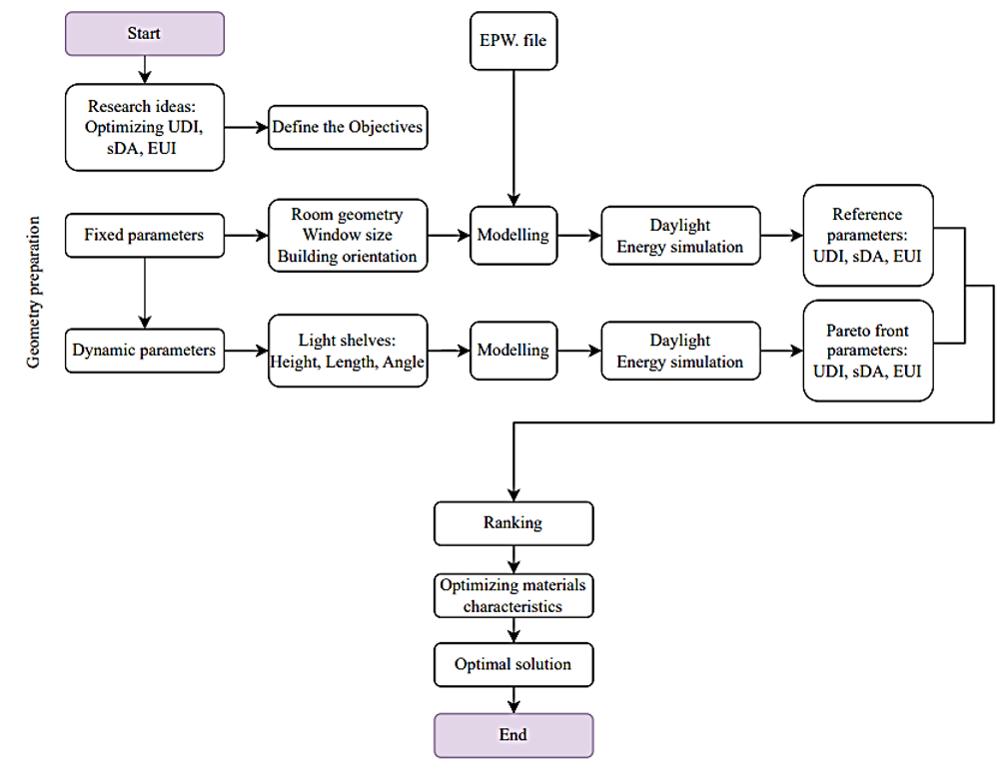 Start
EPW. file
Research ideas:
Optimizing UDI,
sDA, EUI
Define the Objectives
Geometry preparation
Fixed parameters
Room geometry
Window size
Building orientation
Modelling
Daylight
Energy simulation
Reference
parameters:
UDI, sDA, EUI
Dynamic parameters
Light shelves:
Height, Length, Angle
Modelling
Daylight
Energy simulation
Pareto front
parameters:
UDI, sDA, EUI
Ranking
Optimizing materials
characteristics
Optimal solution
End